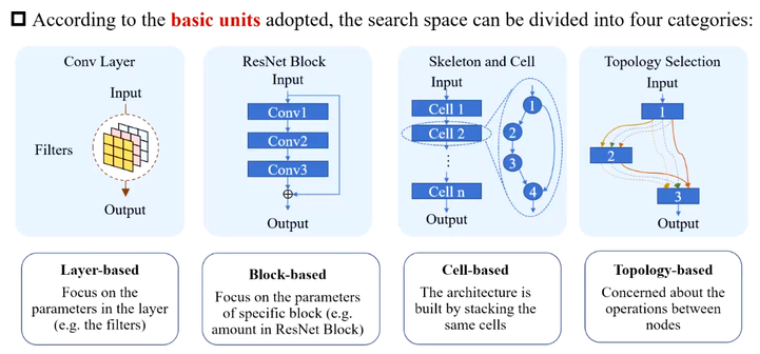 According to the basic units adopted, the search space can be divided into four categories:
Conv Layer
Input
Filters
Output
ResNet Block
Input
Conv1
Conv2
Conv3
Output
Skeleton and Cell
Input
Cell 1
Cell 2
⋮
Cell n
Output
1
2
3
4
Topology Selection
Input
1
2
3
Output
Layer-based
Focus on the
parameters in the layer
(e.g. the filters)
Block-based
Focus on the parameters
of specific block (e.g.
amount in ResNet Block)
Cell-based
The architecture is
built by stacking the
same cells
Topology-based
Concerned about the
operations between
nodes